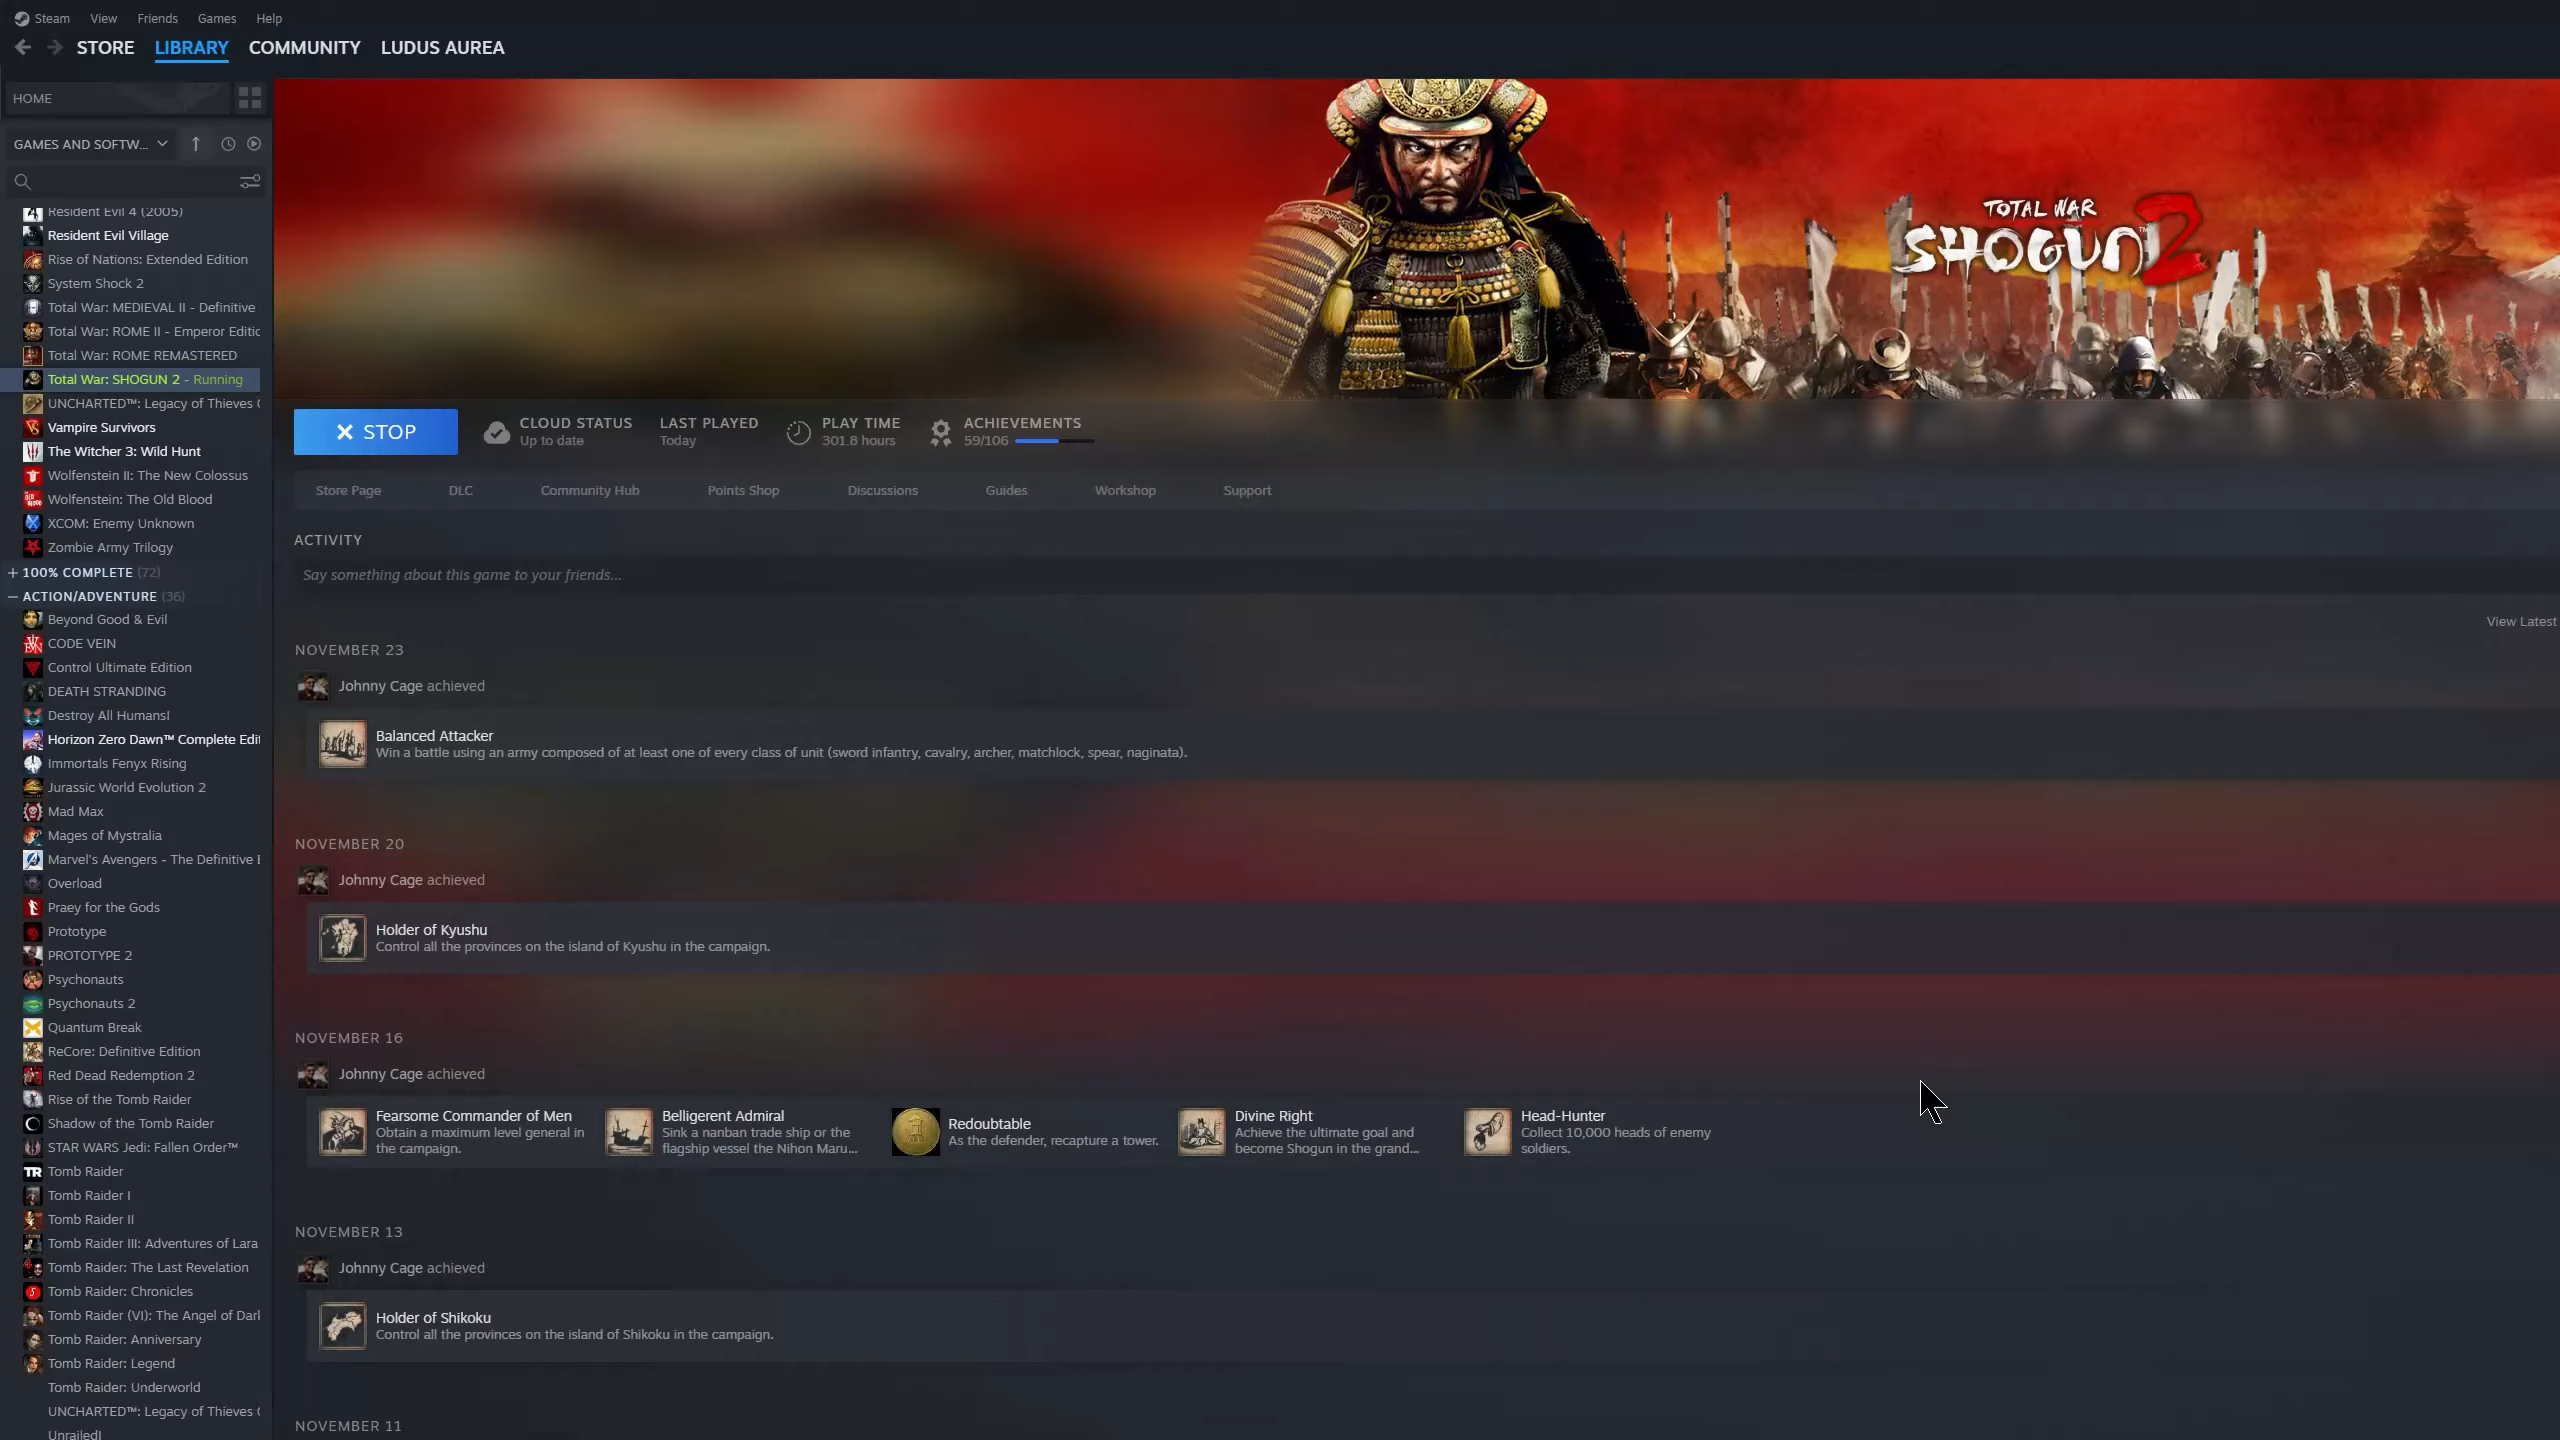 Steam View Friends Games Help
STORE LIBRARY COMMUNITY LUDUS AUREA
HOME
GAMES AND SOFTW...
Resident Evil 4 (2005)
Resident Evil Village
Rise of Nations: Extended Edition
System Shock 2
Total War: MEDIEVAL II - Definitive
Total War: ROME II - Emperor Editic
Total War: ROME REMASTERED
Total War: SHOGUN 2 - Running
UNCHARTED™: Legacy of Thieves C
Vampire Survivors
The Witcher 3: Wild Hunt
Wolfenstein II: The New Colossus
Wolfenstein: The Old Blood
XCOM: Enemy Unknown
Zombie Army Trilogy
+ 100% COMPLETE (72)
− ACTION/ADVENTURE (36)
Beyond Good & Evil
CODE VEIN
Control Ultimate Edition
DEATH STRANDING
Destroy All Humans!
Horizon Zero Dawn™ Complete Edit
Immortals Fenyx Rising
Jurassic World Evolution 2
Mad Max
Mages of Mystralia
Marvel's Avengers - The Definitive E
Overload
Praey for the Gods
Prototype
PROTOTYPE 2
Psychonauts
Psychonauts 2
Quantum Break
ReCore: Definitive Edition
Red Dead Redemption 2
Rise of the Tomb Raider
Shadow of the Tomb Raider
STAR WARS Jedi: Fallen Order™
Tomb Raider
Tomb Raider I
Tomb Raider II
Tomb Raider III: Adventures of Lara
Tomb Raider: The Last Revelation
Tomb Raider: Chronicles
Tomb Raider (VI): The Angel of Dark
Tomb Raider: Anniversary
Tomb Raider: Legend
Tomb Raider: Underworld
UNCHARTED™: Legacy of Thieves C
Unrailed!
TOTAL WAR
SHOGUN™ 2
STOP
CLOUD STATUS
Up to date
LAST PLAYED
Today
PLAY TIME
301.8 hours
ACHIEVEMENTS
59/106
Store Page DLC Community Hub Points Shop Discussions Guides Workshop Support
ACTIVITY
Say something about this game to your friends...
View Latest
NOVEMBER 23
Johnny Cage achieved
Balanced Attacker
Win a battle using an army composed of at least one of every class of unit (sword infantry, cavalry, archer, matchlock, spear, naginata).
NOVEMBER 20
Johnny Cage achieved
Holder of Kyushu
Control all the provinces on the island of Kyushu in the campaign.
NOVEMBER 16
Johnny Cage achieved
Fearsome Commander of Men
Obtain a maximum level general in
the campaign.
Belligerent Admiral
Sink a nanban trade ship or the
flagship vessel the Nihon Maru...
Redoubtable
As the defender, recapture a tower.
Divine Right
Achieve the ultimate goal and
become Shogun in the grand...
Head-Hunter
Collect 10,000 heads of enemy
soldiers.
NOVEMBER 13
Johnny Cage achieved
Holder of Shikoku
Control all the provinces on the island of Shikoku in the campaign.
NOVEMBER 11